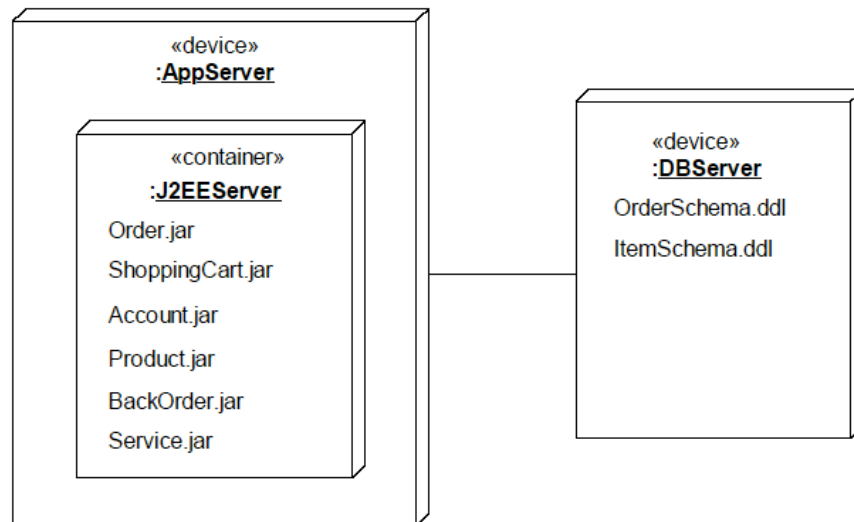 «device»
:AppServer
«container»
:J2EEServer
Order.jar
ShoppingCart.jar
Account.jar
Product.jar
BackOrder.jar
Service.jar
«device»
:DBServer
OrderSchema.ddl
ItemSchema.ddl